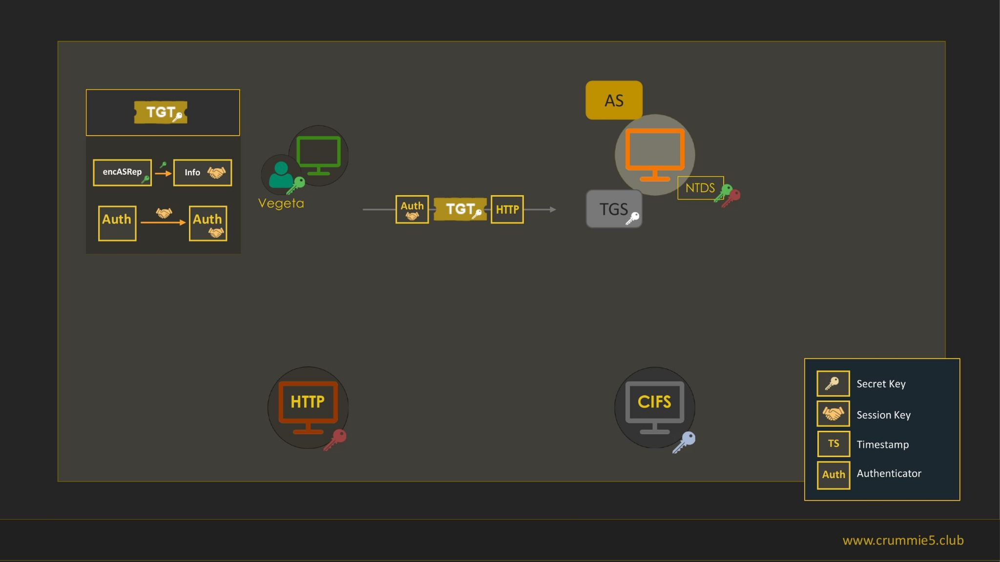 TGT
encASRep
Info
Auth
Auth
Vegeta
Auth
TGT
HTTP
AS
NTDS
TGS
HTTP
CIFS
Secret Key
Session Key
TS
Timestamp
Auth
Authenticator
www.crummie5.club